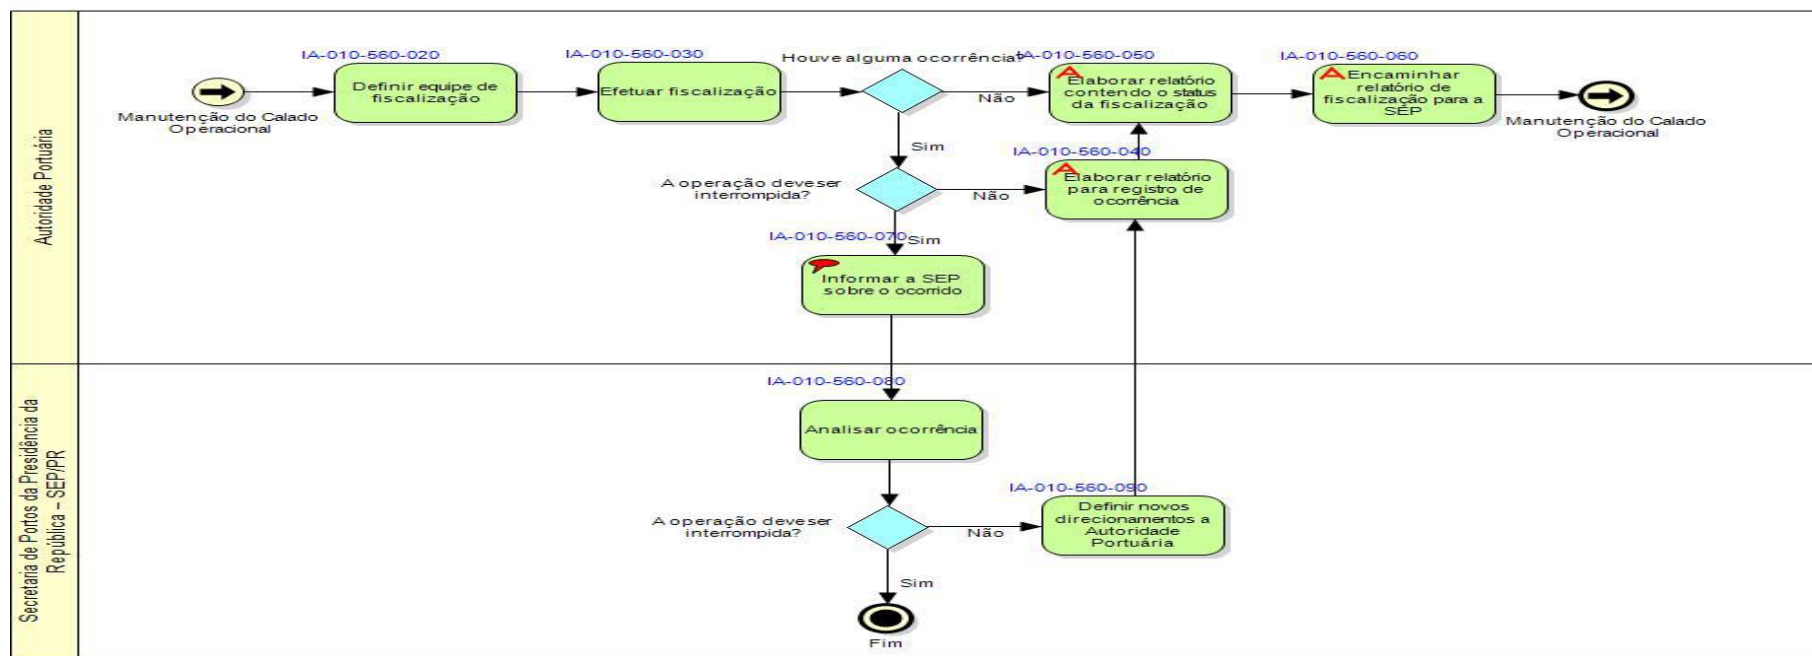 Autoridade Portuária
IA-010-560-020
IA-010-560-030
Houve alguma ocorrência?
IA-010-560-050
IA-010-560-060
Manutenção do Calado
Operacional
Definir equipe de
fiscalização
Efetuar fiscalização
Não
Elaborar relatório
contendo o status
da fiscalização
Encaminhar
relatório de
fiscalização para a
SEP
Manutenção do Calado
Operacional
Sim
IA-010-560-040
A operação deve ser
interrompida?
Não
Elaborar relatório
para registro de
ocorrência
IA-010-560-070
Sim
Informar a SEP
sobre o ocorrido
Secretaria de Portos da Presidência da
República – SEP/PR
IA-010-560-080
Analisar ocorrência
IA-010-560-090
A operação deve ser
interrompida?
Não
Definir novos
direcionamentos a
Autoridade
Portuária
Sim
Fim